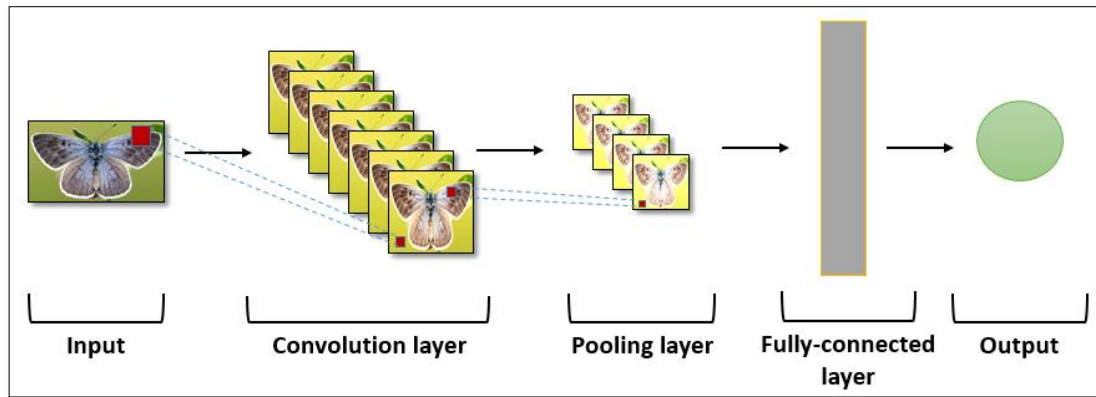 Input
Convolution layer
Pooling layer
Fully-connected
layer
Output